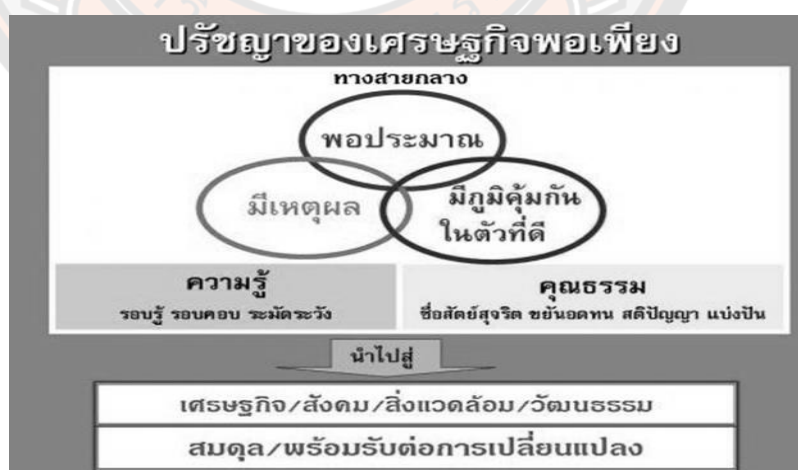 ปรัชญาของเศรษฐกิจพอเพียง
ทางสายกลาง
พอประมาณ
มีเหตุผล
มีภูมิคุ้มกัน
ในตัวที่ดี
ความรู้
รอบรู้ รอบคอบ ระมัดระวัง
คุณธรรม
ซื่อสัตย์สุจริต ขยันอดทน สติปัญญา แบ่งปัน
นำไปสู่
เศรษฐกิจ/สังคม/สิ่งแวดล้อม/วัฒนธรรม
สมดุล/พร้อมรับต่อการเปลี่ยนแปลง